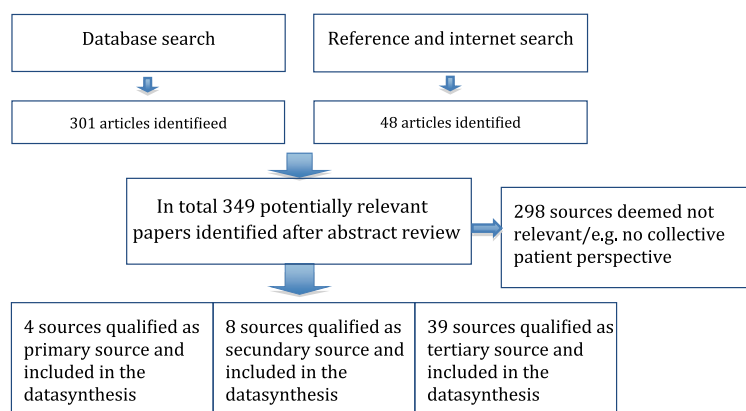 Database search
Reference and internet search
301 articles identifieed
48 articles identified
In total 349 potentially relevant
papers identified after abstract review
298 sources deemed not
relevant/e.g. no collective
patient perspective
4 sources qualified as
primary source and
included in the
datasynthesis
8 sources qualified as
secundary source and
included in the
datasynthesis
39 sources qualified as
tertiary source and
included in the
datasynthesis